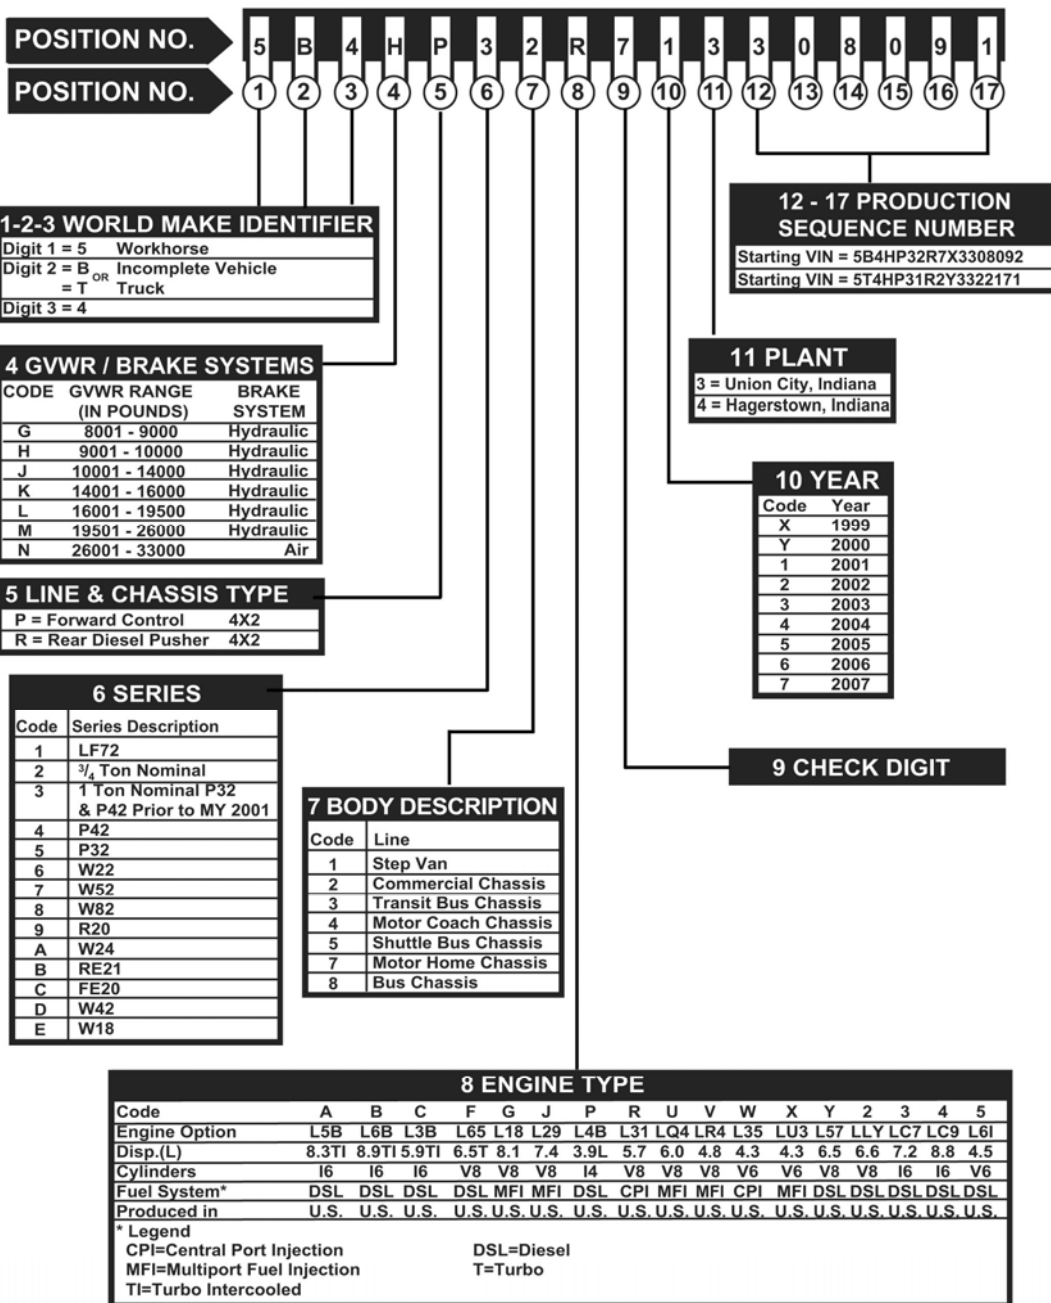 POSITION NO. 5 B 4 H P 3 2 R 7 1 3 3 0 8 0 9 1
POSITION NO. 1 2 3 4 5 6 7 8 9 10 11 12 13 14 15 16 17
1-2-3 WORLD MAKE IDENTIFIER
Digit 1 = 5 Workhorse
Digit 2 = B OR Incomplete Vehicle
= T Truck
Digit 3 = 4
12 - 17 PRODUCTION
SEQUENCE NUMBER
Starting VIN = 5B4HP32R7X3308092
Starting VIN = 5T4HP31R2Y3322171
4 GVWR / BRAKE SYSTEMS
CODE GVWR RANGE BRAKE
(IN POUNDS) SYSTEM
G 8001 - 9000 Hydraulic
H 9001 - 10000 Hydraulic
J 10001 - 14000 Hydraulic
K 14001 - 16000 Hydraulic
L 16001 - 19500 Hydraulic
M 19501 - 26000 Hydraulic
N 26001 - 33000 Air
11 PLANT
3 = Union City, Indiana
4 = Hagerstown, Indiana
10 YEAR
Code Year
X 1999
Y 2000
1 2001
2 2002
3 2003
4 2004
5 2005
6 2006
7 2007
5 LINE & CHASSIS TYPE
P = Forward Control 4X2
R = Rear Diesel Pusher 4X2
6 SERIES
Code Series Description
1 LF72
2 3/4 Ton Nominal
3 1 Ton Nominal P32
& P42 Prior to MY 2001
4 P42
5 P32
6 W22
7 W52
8 W82
9 R20
A W24
B RE21
C FE20
D W42
E W18
9 CHECK DIGIT
7 BODY DESCRIPTION
Code Line
1 Step Van
2 Commercial Chassis
3 Transit Bus Chassis
4 Motor Coach Chassis
5 Shuttle Bus Chassis
7 Motor Home Chassis
8 Bus Chassis
8 ENGINE TYPE
Code A B C F G J P R U V W X Y 2 3 4 5
Engine Option L5B L6B L3B L65 L18 L29 L4B L31 LQ4 LR4 L35 LU3 L57 LLY LC7 LC9 L6I
Disp.(L) 8.3TI 8.9TI 5.9TI 6.5T 8.1 7.4 3.9L 5.7 6.0 4.8 4.3 4.3 6.5 6.6 7.2 8.8 4.5
Cylinders I6 I6 I6 V8 V8 V8 I4 V8 V8 V8 V6 V6 V8 V8 I6 I6 V6
Fuel System* DSL DSL DSL DSL MFI MFI DSL CPI MFI MFI CPI MFI DSL DSL DSL DSL DSL
Produced in U.S. U.S. U.S. U.S. U.S. U.S. U.S. U.S. U.S. U.S. U.S. U.S. U.S. U.S. U.S. U.S. U.S.
* Legend
CPI=Central Port Injection DSL=Diesel
MFI=Multiport Fuel Injection T=Turbo
TI=Turbo Intercooled